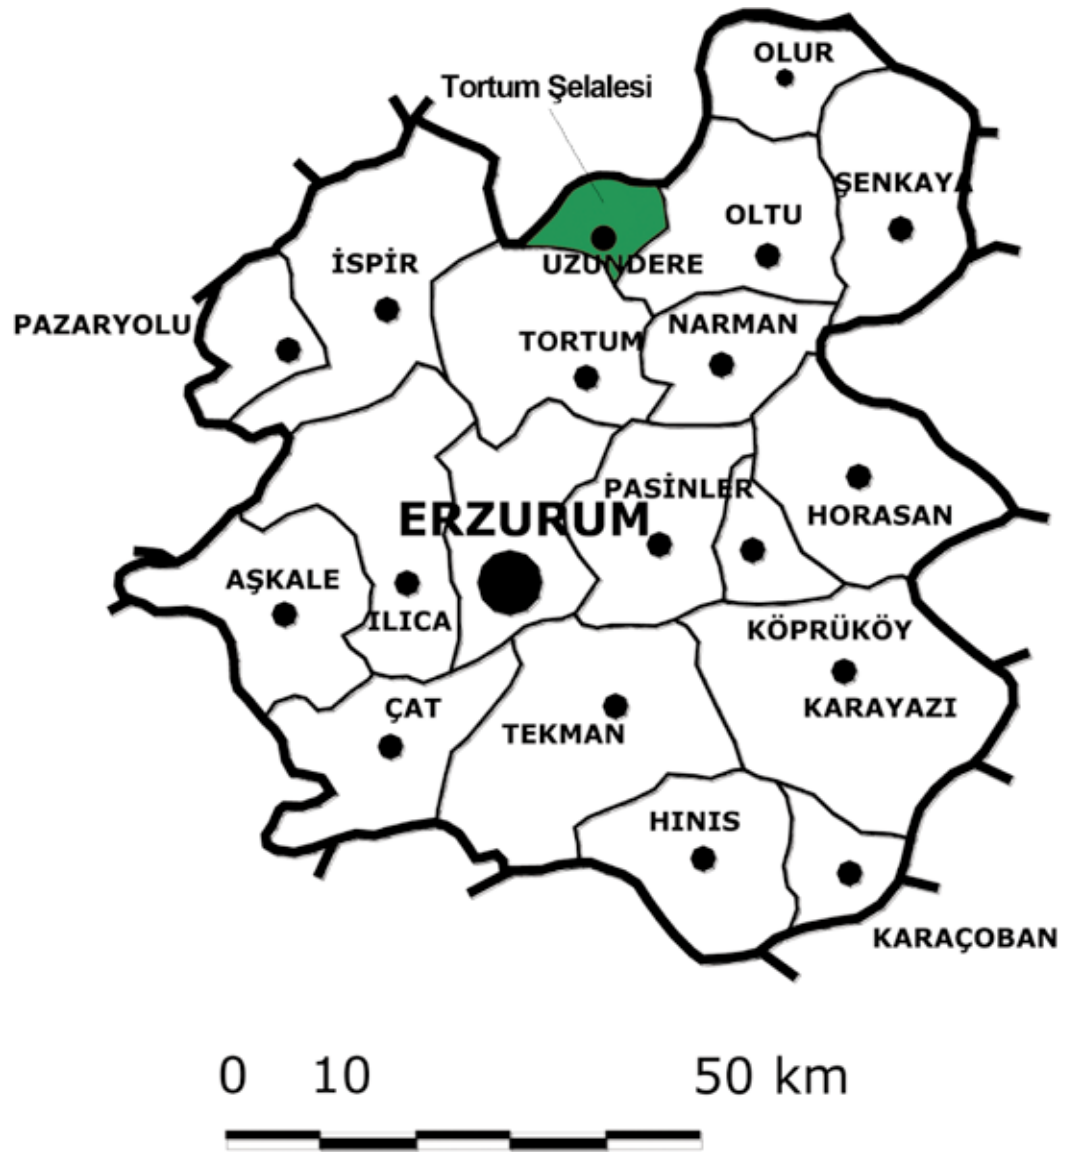 OLUR
Tortum Şelalesi
ŞENKAYA
OLTU
İSPİR
UZUNDERE
PAZARYOLU
NARMAN
TORTUM
PASİNLER
HORASAN
ERZURUM
AŞKALE
ILICA
KÖPRÜKÖY
ÇAT
KARAYAZI
TEKMAN
HINIS
KARAÇOBAN
0 10 50 km